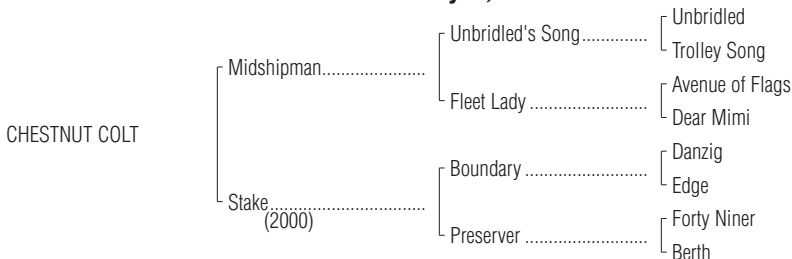 Unbridled
Unbridled's Song..............
Trolley Song
Midshipman......................
Avenue of Flags
Fleet Lady .........................
Dear Mimi
CHESTNUT COLT
Danzig
Boundary ..........................
Edge
Stake.................................
(2000)
Forty Niner
Preserver ..........................
Berth